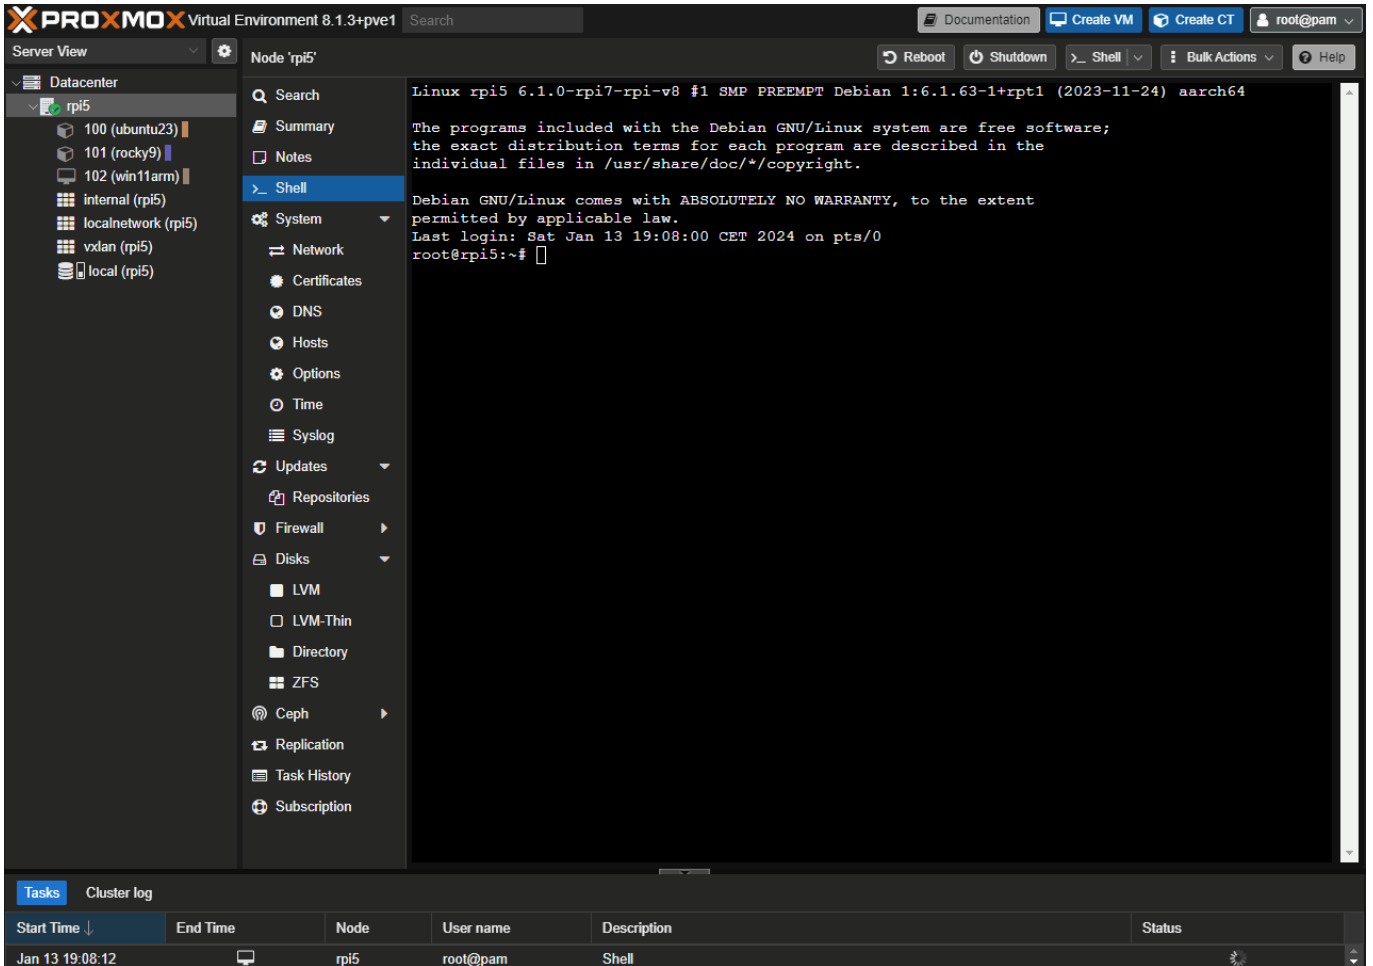 PROXMOX Virtual Environment 8.1.3+pve1 Search Documentation Create VM Create CT root@pam
Server View
Node 'rpi5' Reboot Shutdown >_ Shell Bulk Actions Help
Datacenter
rpi5
100 (ubuntu23)
101 (rocky9)
102 (win11arm)
internal (rpi5)
localnetwork (rpi5)
vxlan (rpi5)
local (rpi5)
Search
Summary
Notes
>_ Shell
System
Network
Certificates
DNS
Hosts
Options
Time
Syslog
Updates
Repositories
Firewall
Disks
LVM
LVM-Thin
Directory
ZFS
Ceph
Replication
Task History
Subscription
Linux rpi5 6.1.0-rpi7-rpi-v8 #1 SMP PREEMPT Debian 1:6.1.63-1+rpt1 (2023-11-24) aarch64
The programs included with the Debian GNU/Linux system are free software;
the exact distribution terms for each program are described in the
individual files in /usr/share/doc/*/copyright.
Debian GNU/Linux comes with ABSOLUTELY NO WARRANTY, to the extent
permitted by applicable law.
Last login: Sat Jan 13 19:08:00 CET 2024 on pts/0
root@rpi5:~#
Tasks Cluster log
Start Time End Time Node User name Description Status
Jan 13 19:08:12 rpi5 root@pam Shell